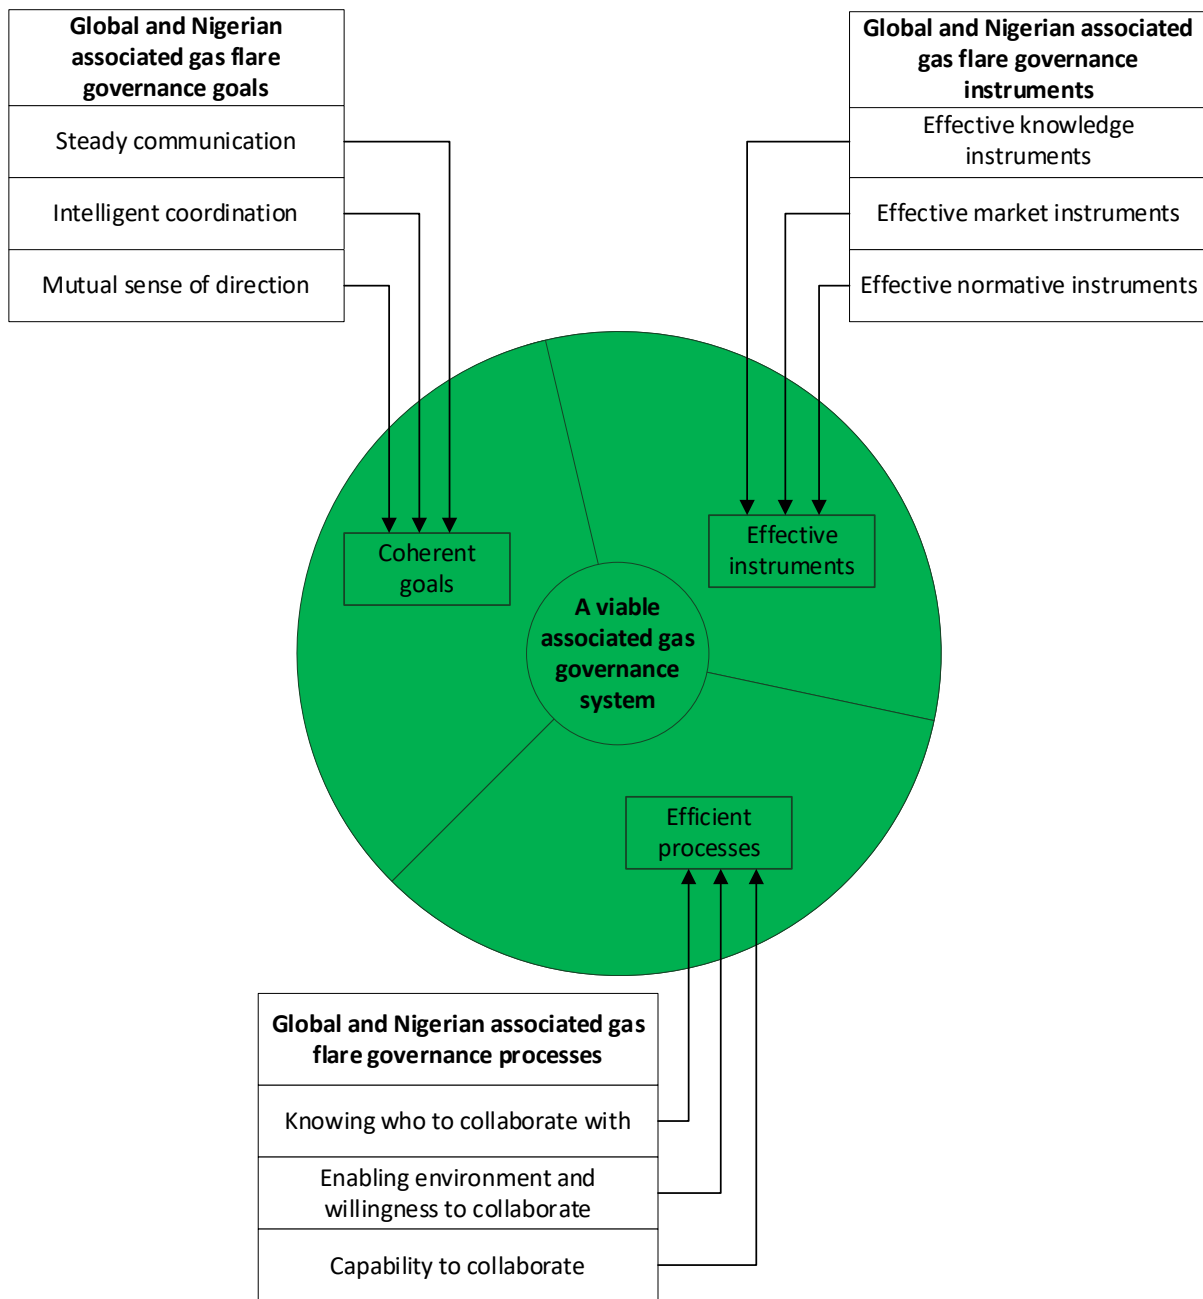 Global and Nigerian
associated gas flare
governance goals
Steady communication
Intelligent coordination
Mutual sense of direction
Global and Nigerian associated
gas flare governance
instruments
Effective knowledge
instruments
Effective market instruments
Effective normative instruments
Coherent
goals
Effective
instruments
A viable
associated gas
governance
system
Efficient
processes
Global and Nigerian associated gas
flare governance processes
Knowing who to collaborate with
Enabling environment and
willingness to collaborate
Capability to collaborate